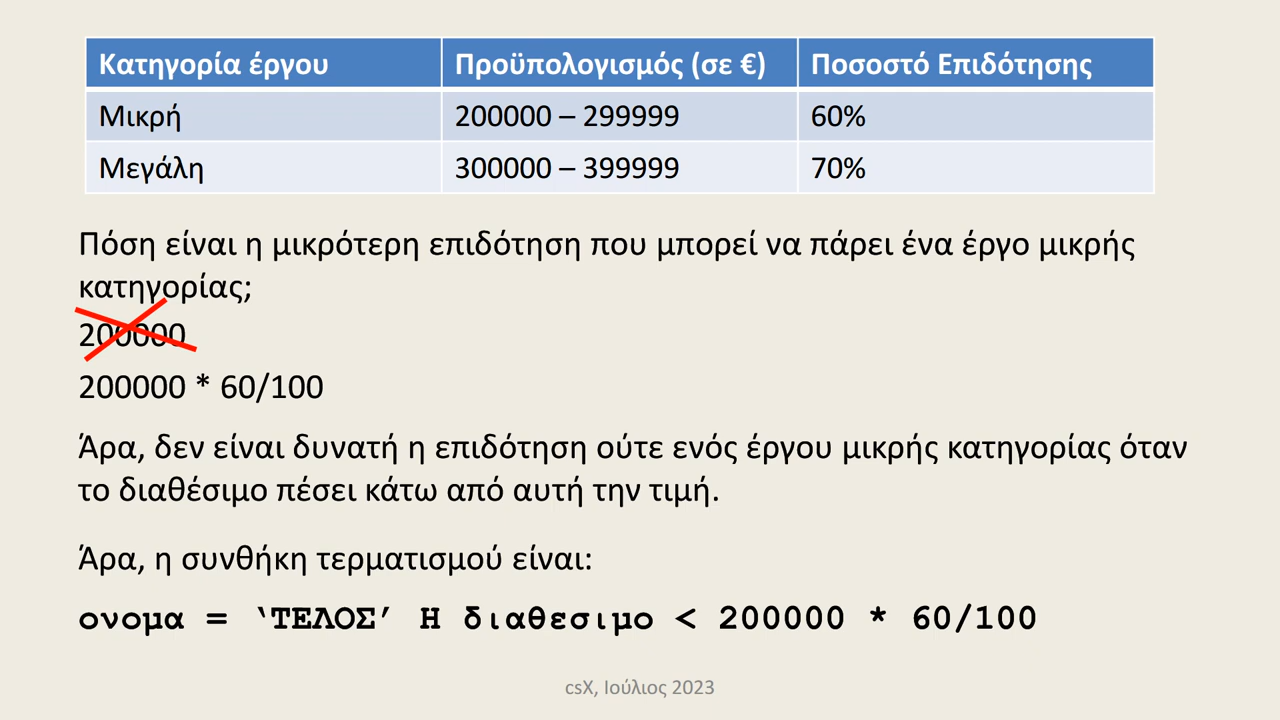 Κατηγορία έργου Προϋπολογισμός (σε €) Ποσοστό Επιδότησης
Μικρή 200000 – 299999 60%
Μεγάλη 300000 – 399999 70%
Πόση είναι η μικρότερη επιδότηση που μπορεί να πάρει ένα έργο μικρής
κατηγορίας;
200000
200000 * 60/100
Άρα, δεν είναι δυνατή η επιδότηση ούτε ενός έργου μικρής κατηγορίας όταν
το διαθέσιμο πέσει κάτω από αυτή την τιμή.
Άρα, η συνθήκη τερματισμού είναι:
ονομα = ‘ΤΕΛΟΣ’ Η διαθεσιμο < 200000 * 60/100
csX, Ιούλιος 2023